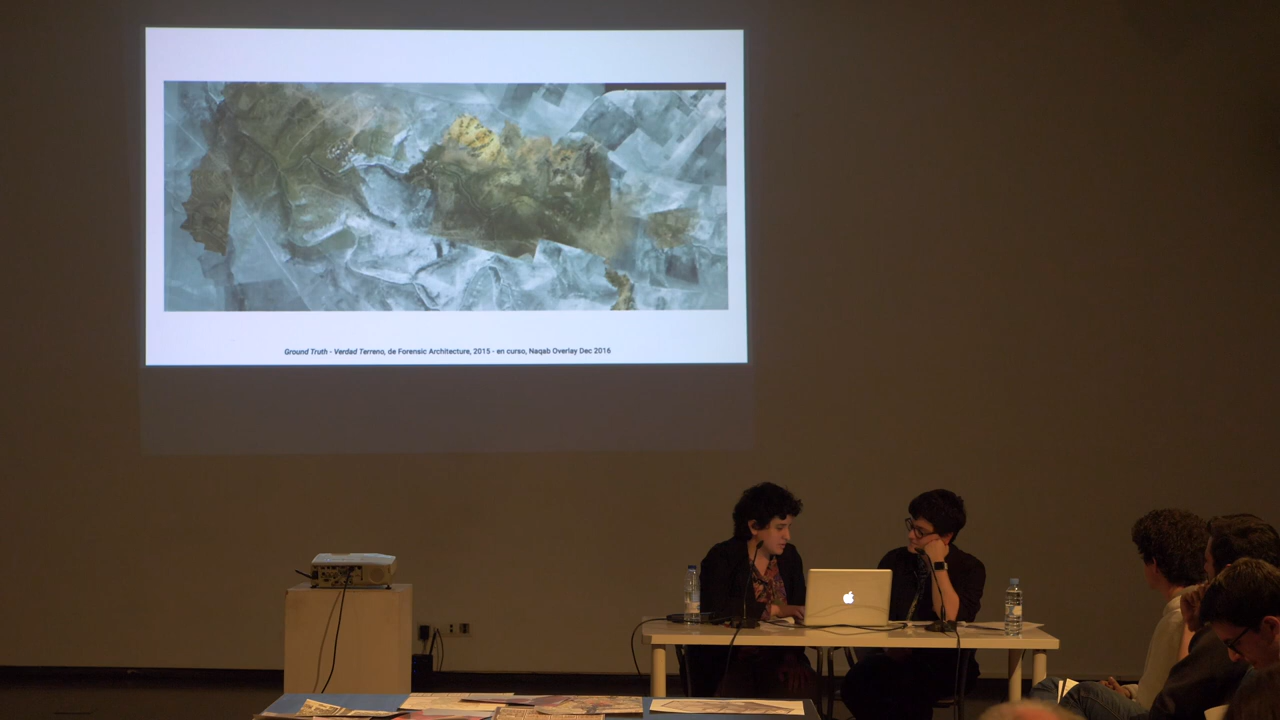 Ground Truth - Verdad Terreno, de Forensic Architecture, 2015 - en curso, Naqab Overlay Dec 2016